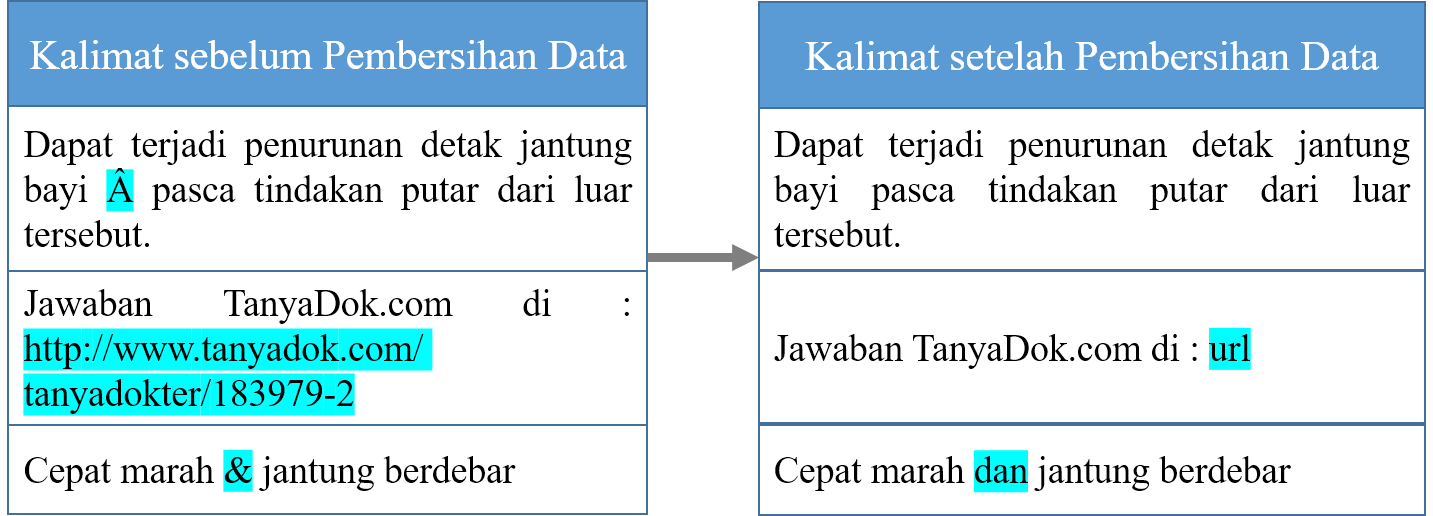 Kalimat sebelum Pembersihan Data
Dapat terjadi penurunan detak jantung
bayi Â pasca tindakan putar dari luar
tersebut.
Jawaban TanyaDok.com di :
http://www.tanyadok.com/
tanyadokter/183979-2
Cepat marah & jantung berdebar
Kalimat setelah Pembersihan Data
Dapat terjadi penurunan detak jantung
bayi pasca tindakan putar dari luar
tersebut.
Jawaban TanyaDok.com di : url
Cepat marah dan jantung berdebar